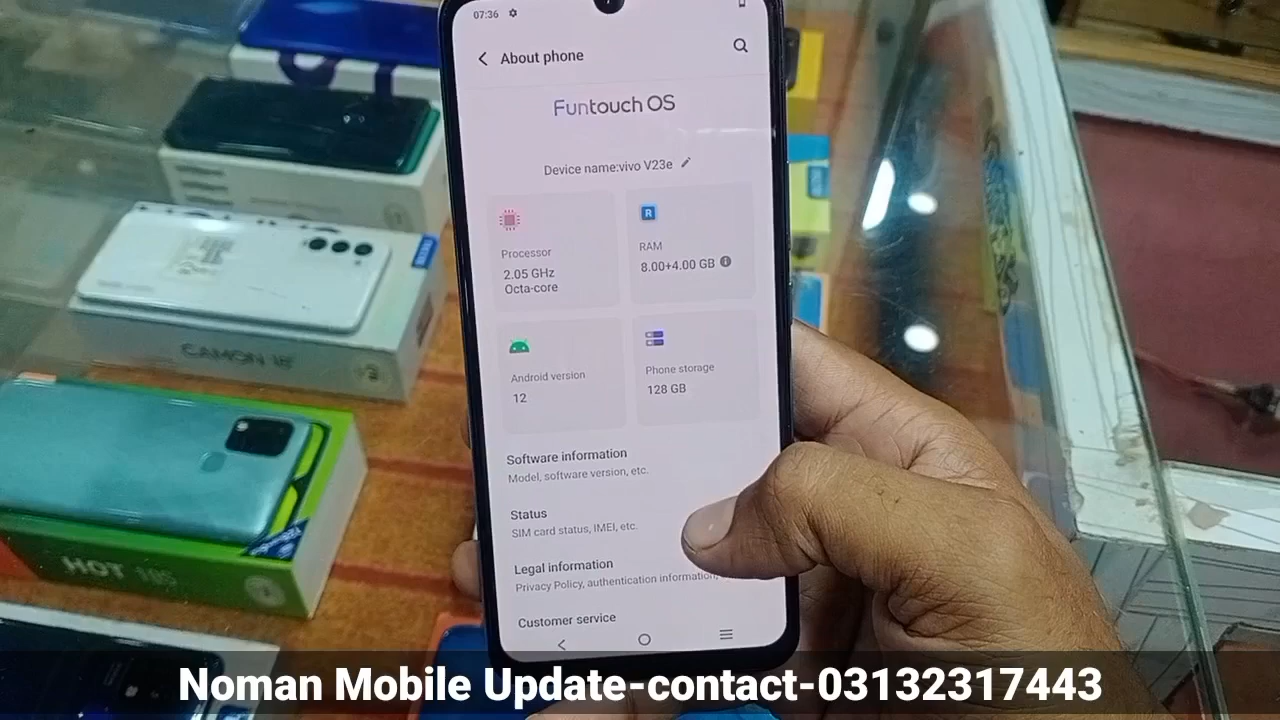 07:36
About phone
Funtouch OS
Device name:vivo V23e
Processor
2.05 GHz
Octa-core
R
RAM
8.00+4.00 GB
Android version
12
Phone storage
128 GB
Software information
Model, software version, etc.
Status
SIM card status, IMEI, etc.
Legal information
Privacy Policy, authentication information,
Customer service
CAMON 18
HOT 10S
Noman Mobile Update-contact-03132317443